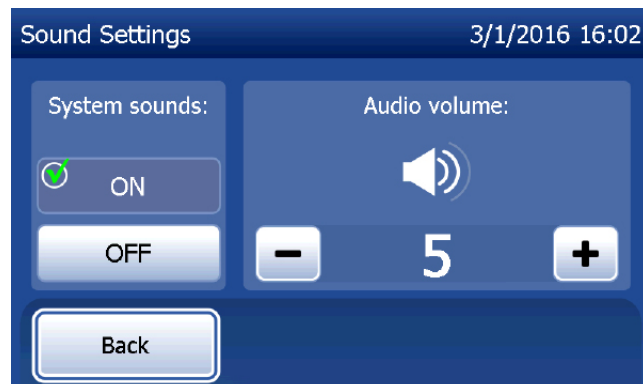 Sound Settings 3/1/2016 16:02
System sounds:
ON
OFF
Audio volume:
− 5 +
Back